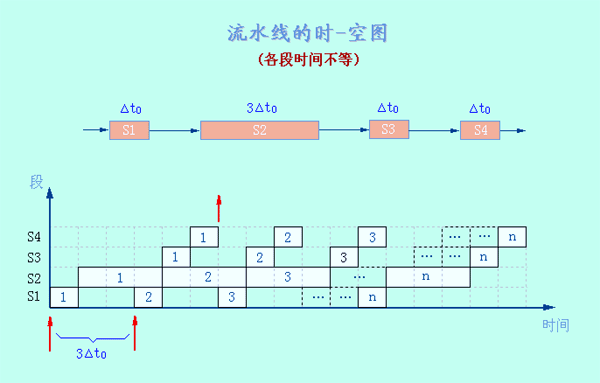 流水线的时-空图
(各段时间不等)
Δt₀ 3Δt₀ Δt₀ Δt₀
S1 S2 S3 S4
段
S4 1 2 3 … … n
S3 1 2 3 … … n
S2 1 2 3 … n
S1 1 2 3 … … n
时间
3Δt₀